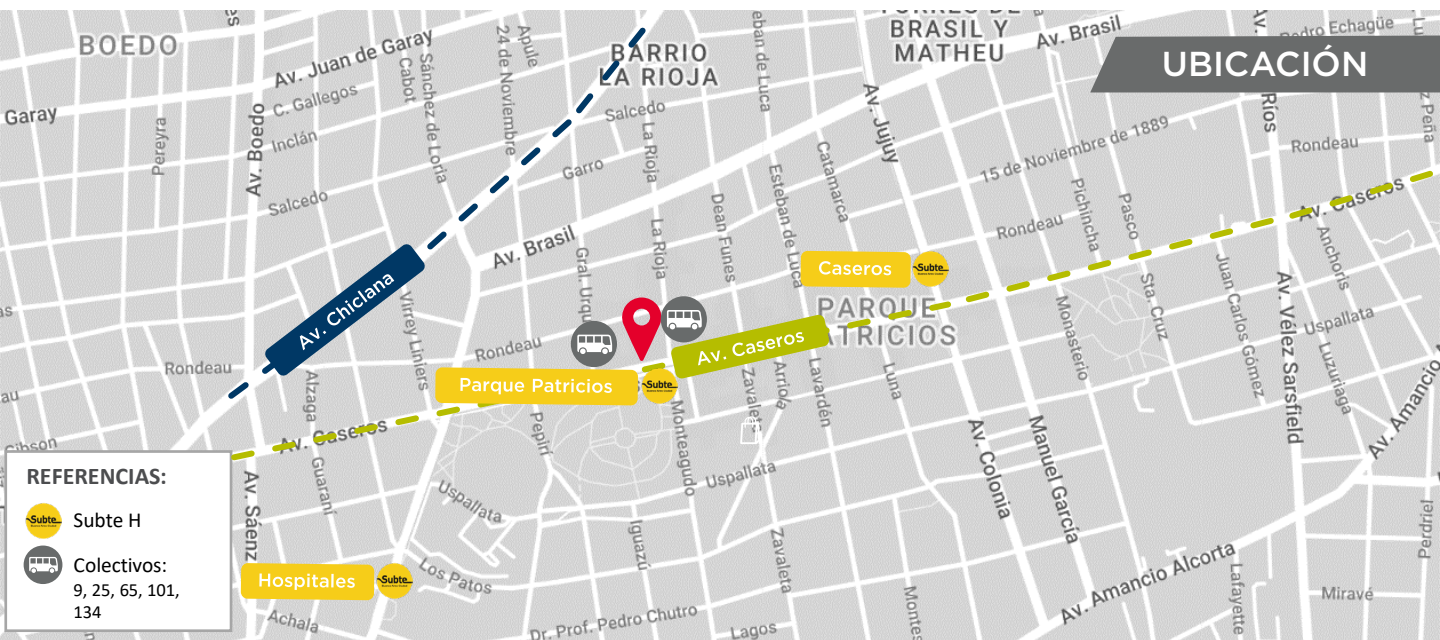 BOEDO
Av. Juan de Garay
Garay
C. Gallegos
Cabot
Sánchez de Loria
24 de Noviembre
Apule
BARRIO
LA RIOJA
BRASIL Y
MATHEU
Av. Brasil
Pedro Echagüe
UBICACIÓN
Pereyra
Av. Boedo
Inclán
Salcedo
Salcedo
La Rioja
Garro
Av. Jujuy
Catamarca
15 de Noviembre de 1889
Ríos
Rondeau
Av. Caseros
Av. Brasil
La Rioja
Dean Funes
Esteban de Luca
Rondeau
Pichincha
Pasco
Anchoris
Caseros
Subte
PARQUE
PATRICIOS
Av. Chiclana
Virrey Liniers
Rondeau
Rondeau
Av. Caseros
Parque Patricios
Subte
Alzaga
Zavaleta
Arriola
Lavardén
Luna
Monasterio
Sta. Cruz
Juan Carlos Gómez
Av. Vélez Sarsfield
Uspallata
Luzuriaga
Av. Amancio
Av. Caseros
Guaraní
Pepirí
Monteagudo
Uspallata
Uspallata
Av. Colonia
Manuel García
Av. Sáenz
Iguazú
Zavaleta
Perdriel
Los Patos
Hospitales
Subte
Achala
Dr. Prof. Pedro Chutro
Lagos
Av. Amancio Alcorta
Lafayette
Miravé
REFERENCIAS:
Subte
Subte H
Colectivos:
9, 25, 65, 101,
134